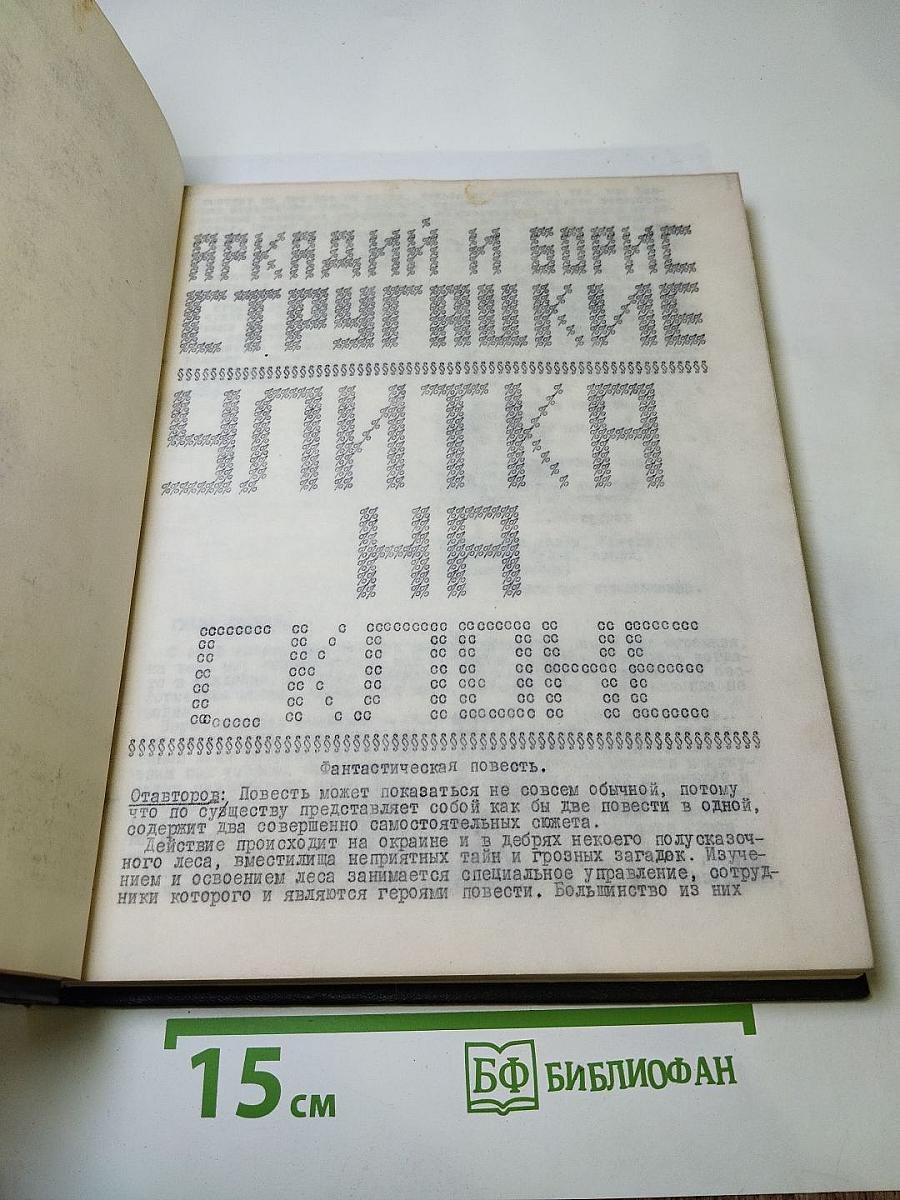 АРКАДИЙ И БОРИС
СТРУГАЦКИЕ
§§§§§§§§§§§§§§§§§§§§§§§§§§§§§§§§§§§§§§§§§§§§§§§§§§§§§§§§§§§§
УЛИТКА
НА
СКЛОНЕ
§§§§§§§§§§§§§§§§§§§§§§§§§§§§§§§§§§§§§§§§§§§§§§§§§§§§§§§§§§§§
Фантастическая повесть.
Отавторов: Повесть может показаться не совсем обычной, потому
что по существу представляет собой как бы две повести в одной,
содержит два совершенно самостоятельных сюжета.
Действие происходит на окраине и в дебрях некоего полусказоч-
ного леса, вместилища неприятных тайн и грозных загадок. Изуче-
нием и освоением леса занимается специальное управление, сотруд-
ники которого и являются героями повести. Большинство из них
15 см
БФ БИБЛИОФАН